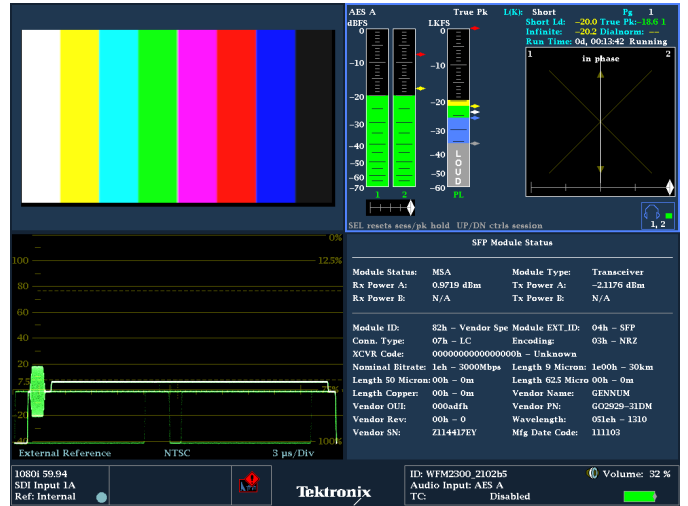 AES A True Pk L(K): Short Pg 1
dBFS LKFS Short Ld: -20.0 True Pk: -18.6 1
Infinite: -20.2 Dialnorm: --
Run Time: 0d, 00:13:42 Running
0 0
-10 -10
-20 -20
-30 -30
-40 -40
-50 -50
-60 -60
-70
LOUD
1 2 PL
1 in phase 2
SEL resets sess/pk hold UP/DN ctrls session
1, 2
0%
100 12.5%
80
60
40
20
7.5
75%
-40 100%
External Reference NTSC 3 µs/Div
SFP Module Status
Module Status: MSA Module Type: Transceiver
Rx Power A: 0.9719 dBm Tx Power A: -2.1176 dBm
Rx Power B: N/A Tx Power B: N/A
Module ID: 82h - Vendor Spe Module EXT_ID: 04h - SFP
Conn. Type: 07h - LC Encoding: 03h - NRZ
XCVR Code: 0000000000000000h - Unknown
Nominal Bitrate: 1eh - 3000Mbps Length 9 Micron: 1e00h - 30km
Length 50 Micron: 00h - 0m Length 62.5 Micro 00h - 0m
Length Copper: 00h - 0m Vendor Name: GENNUM
Vendor OUI: 000adfh Vendor PN: GO2929-31DM
Vendor Rev: 00h - 0 Wavelength: 051eh - 1310
Vendor SN: Z114417EY Mfg Date Code: 111103
1080i 59.94
SDI Input 1A
Ref: Internal
Tektronix
ID: WFM2300_2102b5 Volume: 32 %
Audio Input: AES A
TC: Disabled